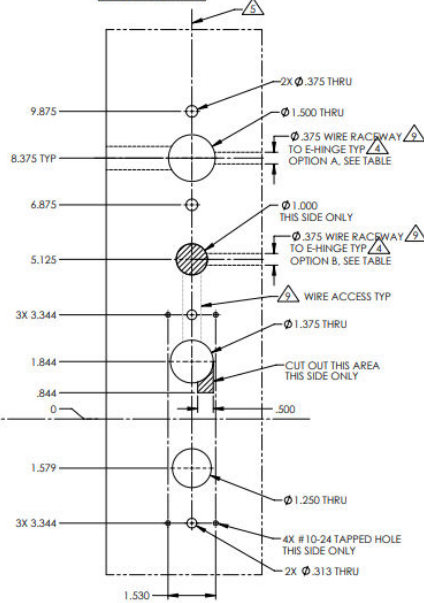 5
2X Ø.375 THRU
9.875
Ø1.500 THRU
Ø.375 WIRE RACEWAY 9
8.375 TYP
TO E-HINGE TYP 4
OPTION A, SEE TABLE
6.875
Ø1.000
THIS SIDE ONLY
Ø.375 WIRE RACEWAY 9
5.125
TO E-HINGE TYP 4
OPTION B, SEE TABLE
9 WIRE ACCESS TYP
3X 3.344
Ø1.375 THRU
1.844
CUT OUT THIS AREA
THIS SIDE ONLY
.844
0
.500
1.579
Ø1.250 THRU
3X 3.344
4X #10-24 TAPPED HOLE
THIS SIDE ONLY
2X Ø.313 THRU
1.530